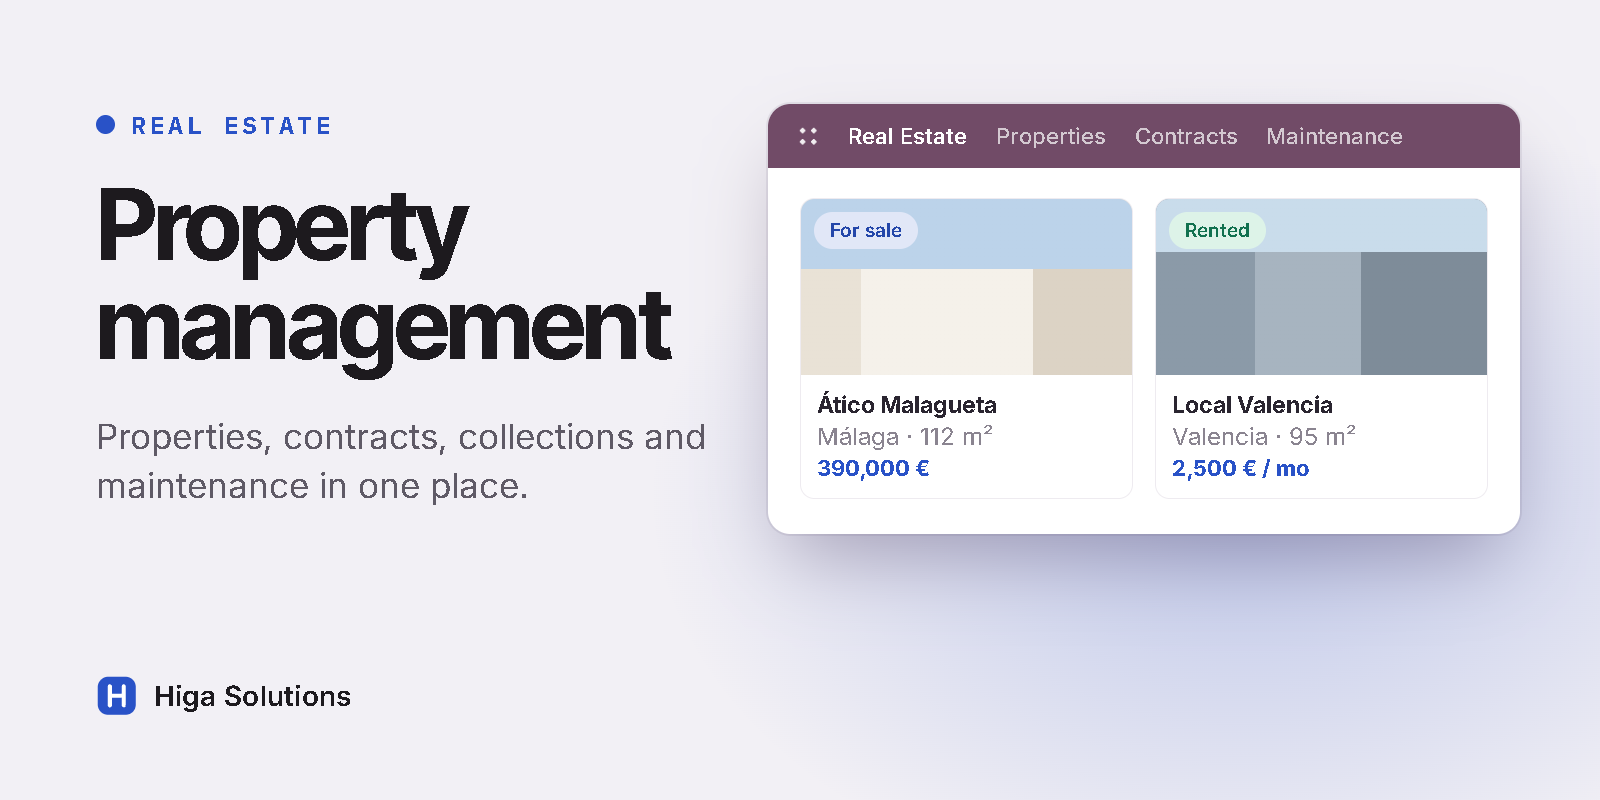 REAL ESTATE
Property
management
Properties, contracts, collections and
maintenance in one place.
H Higa Solutions
Real Estate Properties Contracts Maintenance
For sale
Ático Malagueta
Málaga · 112 m²
390,000 €
Rented
Local Valencia
Valencia · 95 m²
2,500 € / mo